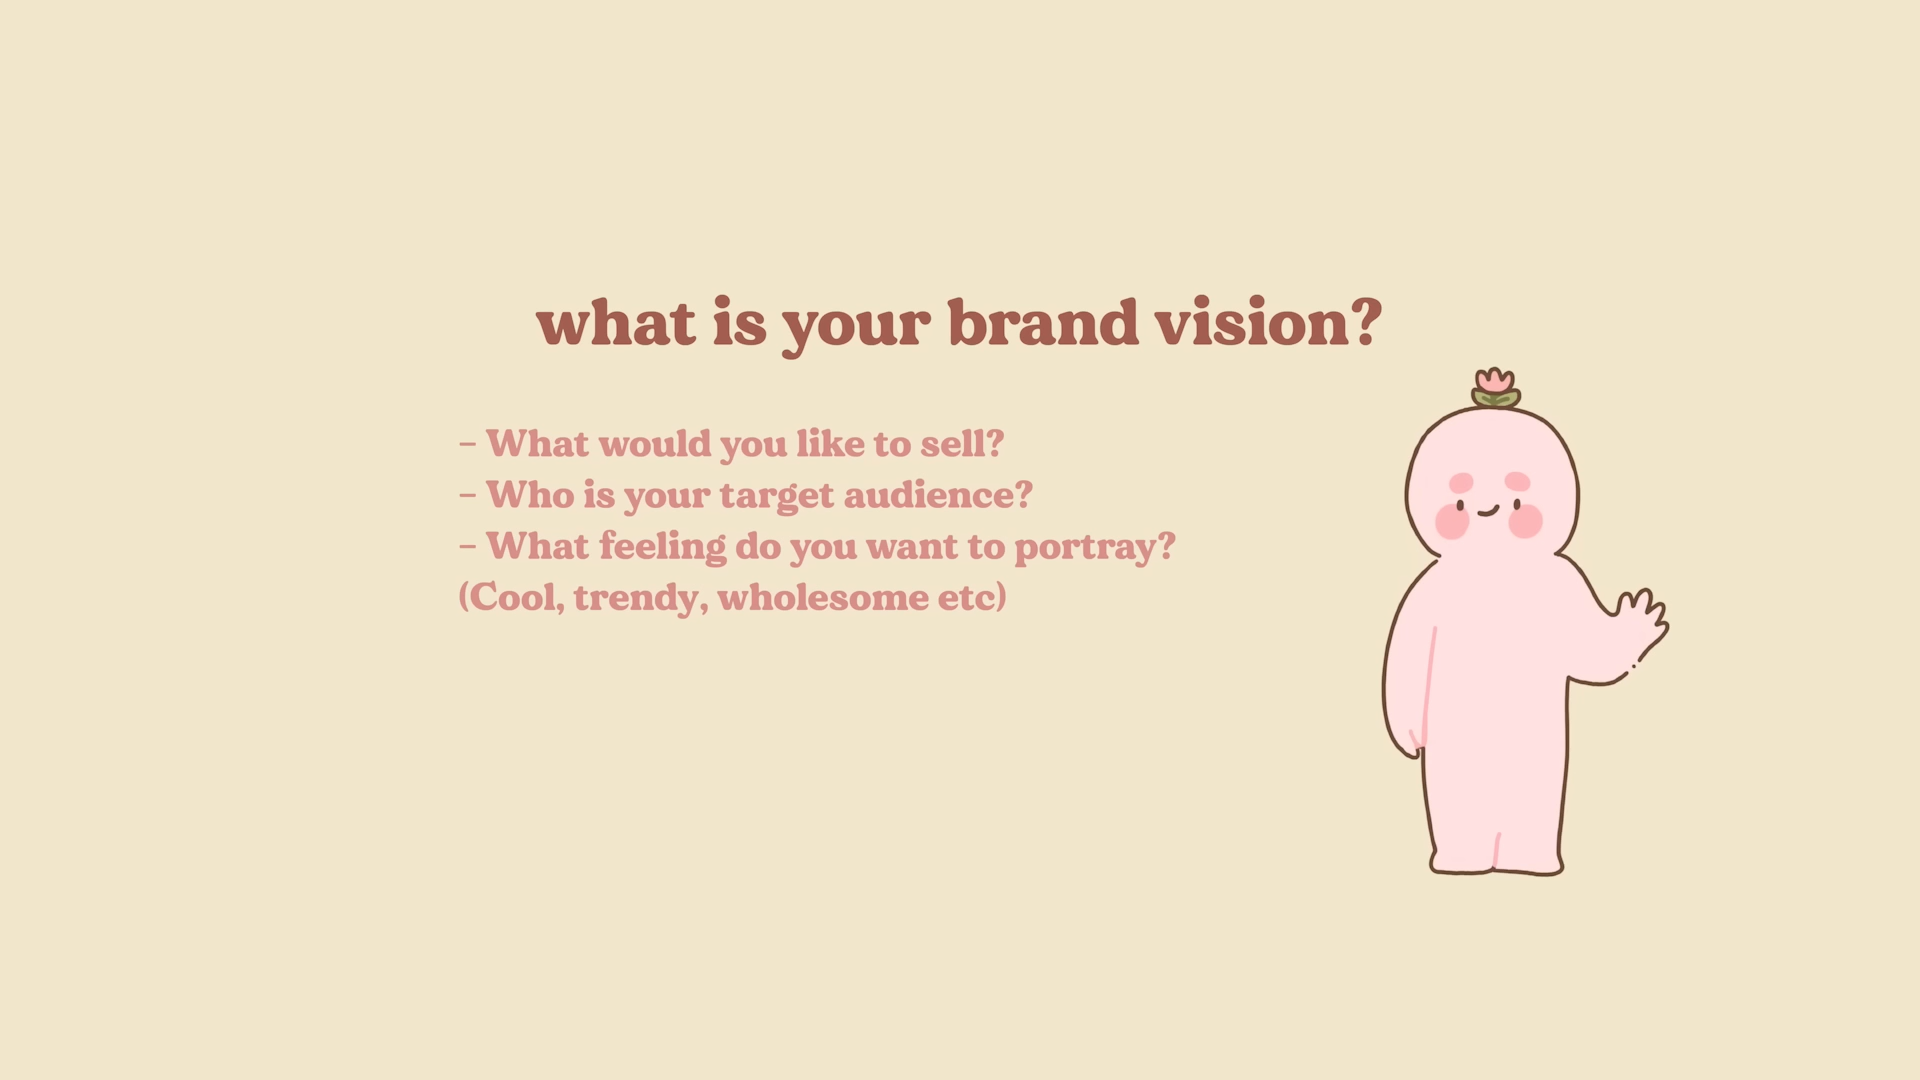 what is your brand vision?
– What would you like to sell?
– Who is your target audience?
– What feeling do you want to portray?
(Cool, trendy, wholesome etc)